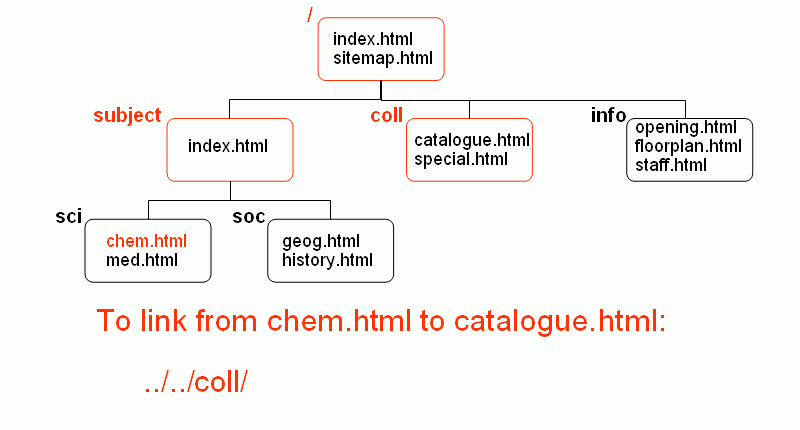 /
index.html
sitemap.html
subject
index.html
coll
catalogue.html
special.html
info
opening.html
floorplan.html
staff.html
sci
chem.html
med.html
soc
geog.html
history.html
To link from chem.html to catalogue.html:
../../coll/